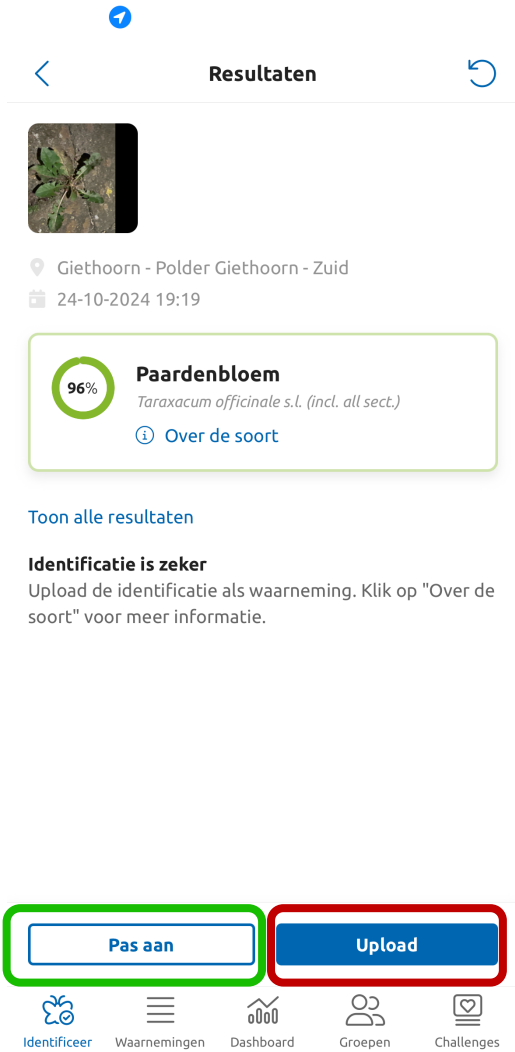 Resultaten
Giethoorn - Polder Giethoorn - Zuid
24-10-2024 19:19
96%
Paardenbloem
Taraxacum officinale s.l. (incl. all sect.)
Over de soort
Toon alle resultaten
Identificatie is zeker
Upload de identificatie als waarneming. Klik op "Over de
soort" voor meer informatie.
Pas aan
Upload
Identificeer
Waarnemingen
Dashboard
Groepen
Challenges